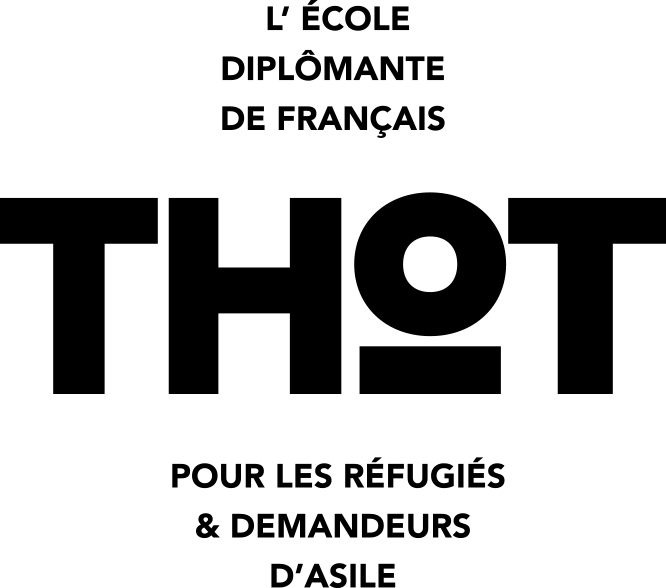 L’ ÉCOLE
DIPLÔMANTE
DE FRANÇAIS
THOT
POUR LES RÉFUGIÉS
& DEMANDEURS
D’ASILE